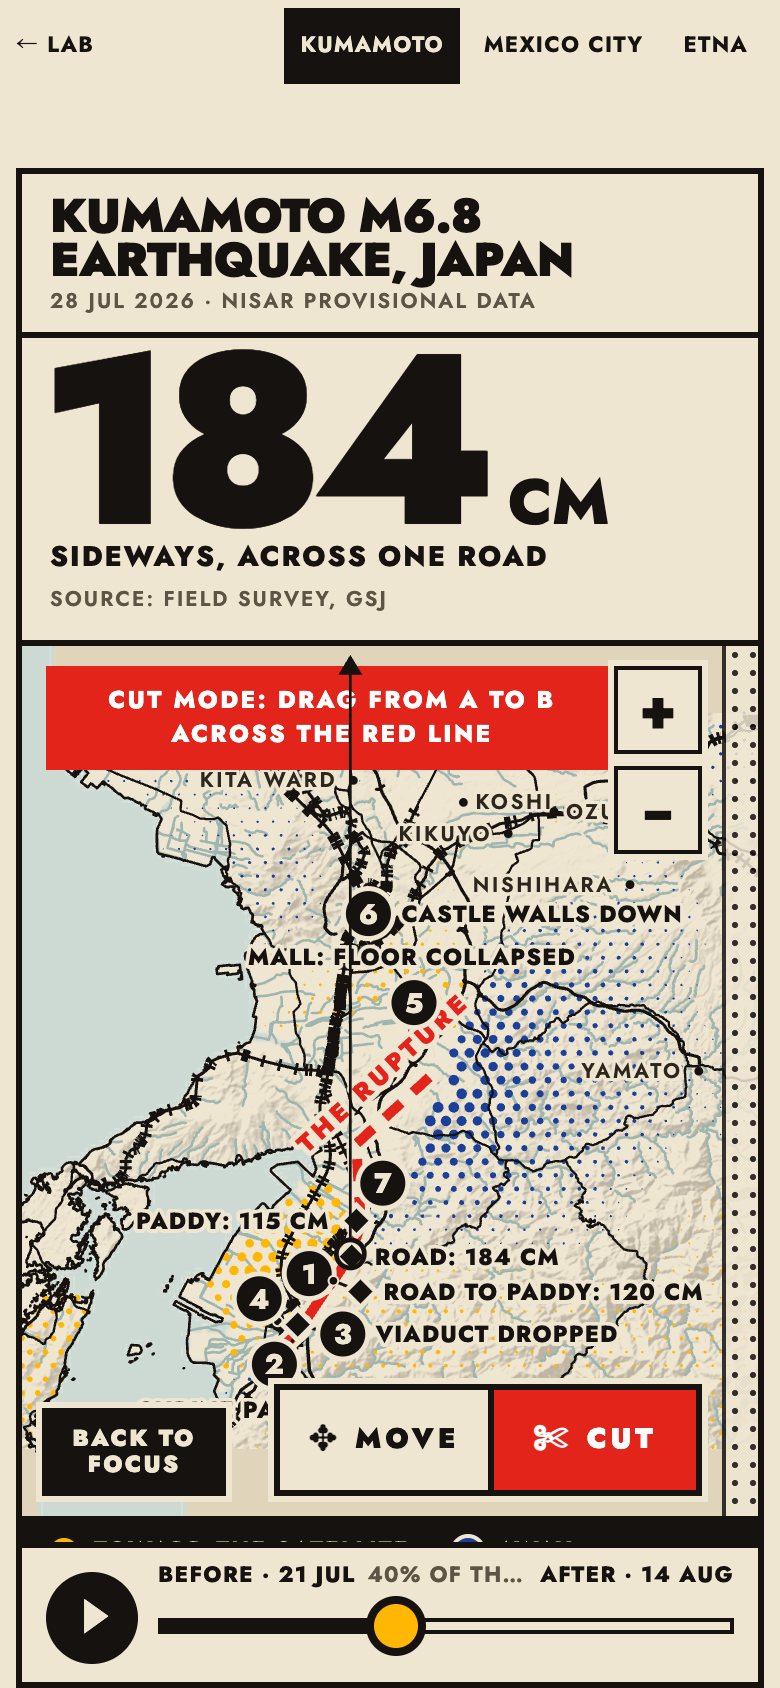 ← LAB
KUMAMOTO
MEXICO CITY
ETNA
KUMAMOTO M6.8
EARTHQUAKE, JAPAN
28 JUL 2026 · NISAR PROVISIONAL DATA
184 CM
SIDEWAYS, ACROSS ONE ROAD
SOURCE: FIELD SURVEY, GSJ
CUT MODE: DRAG FROM A TO B
ACROSS THE RED LINE
+
-
KITA WARD
KOSHI
OZU
KIKUYO
NISHIHARA
6
CASTLE WALLS DOWN
MALL: FLOOR COLLAPSED
5
THE RUPTURE
YAMATO
7
PADDY: 115 CM
ROAD: 184 CM
1
ROAD TO PADDY: 120 CM
4
3
VIADUCT DROPPED
2
BACK TO
FOCUS
MOVE
CUT
BEFORE · 21 JUL
40% OF TH...
AFTER · 14 AUG